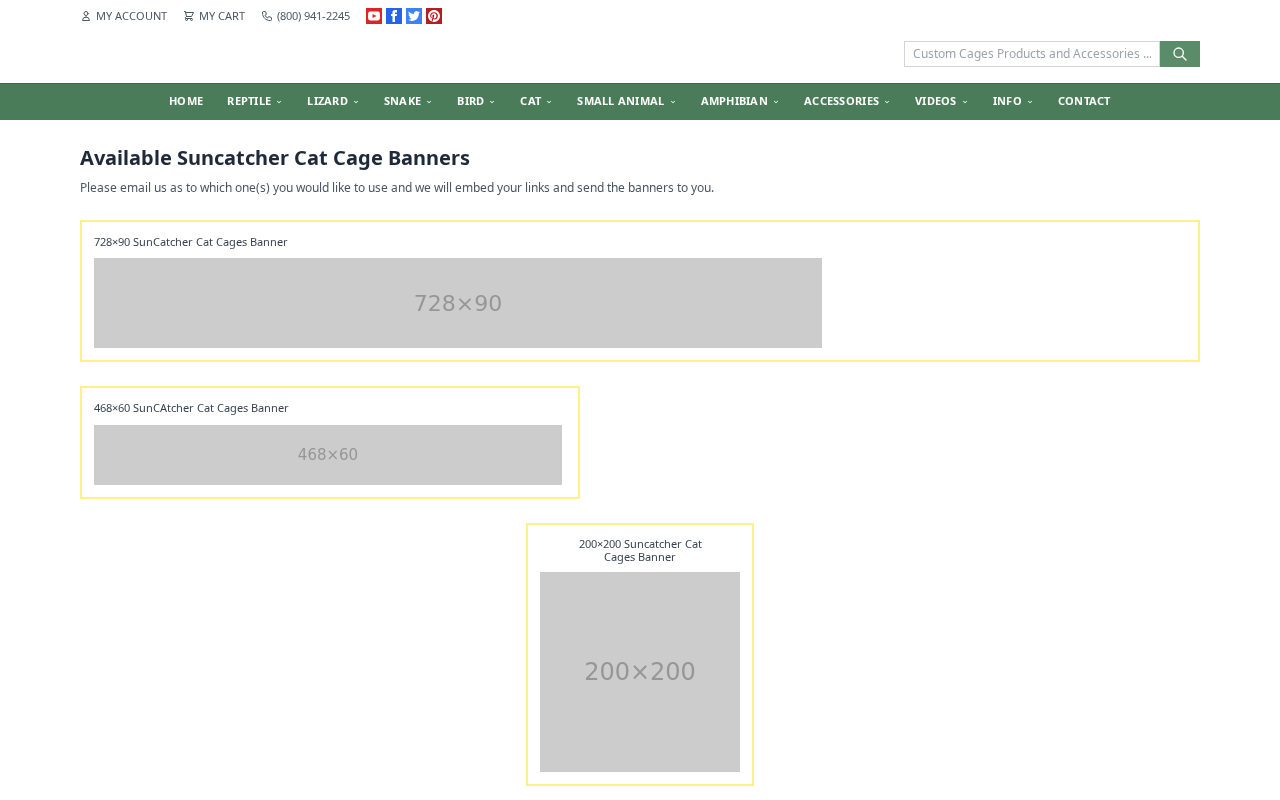 MY ACCOUNT MY CART (800) 941-2245
Custom Cages Products and Accessories ...
HOME REPTILE LIZARD SNAKE BIRD CAT SMALL ANIMAL AMPHIBIAN ACCESSORIES VIDEOS INFO CONTACT
Available Suncatcher Cat Cage Banners
Please email us as to which one(s) you would like to use and we will embed your links and send the banners to you.
728×90 SunCatcher Cat Cages Banner
728×90
468×60 SunCAtcher Cat Cages Banner
468×60
200×200 Suncatcher Cat
Cages Banner
200×200